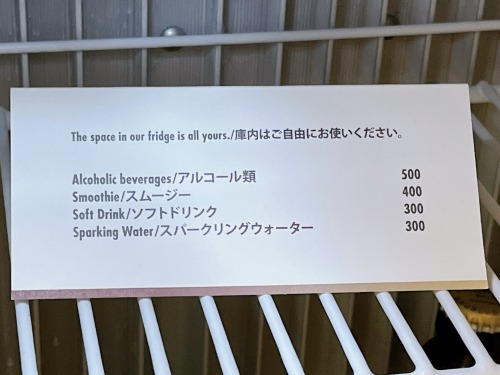 The space in our fridge is all yours./庫内はご自由にお使いください。
Alcoholic beverages/アルコール類 500
Smoothie/スムージー 400
Soft Drink/ソフトドリンク 300
Sparking Water/スパークリングウォーター 300